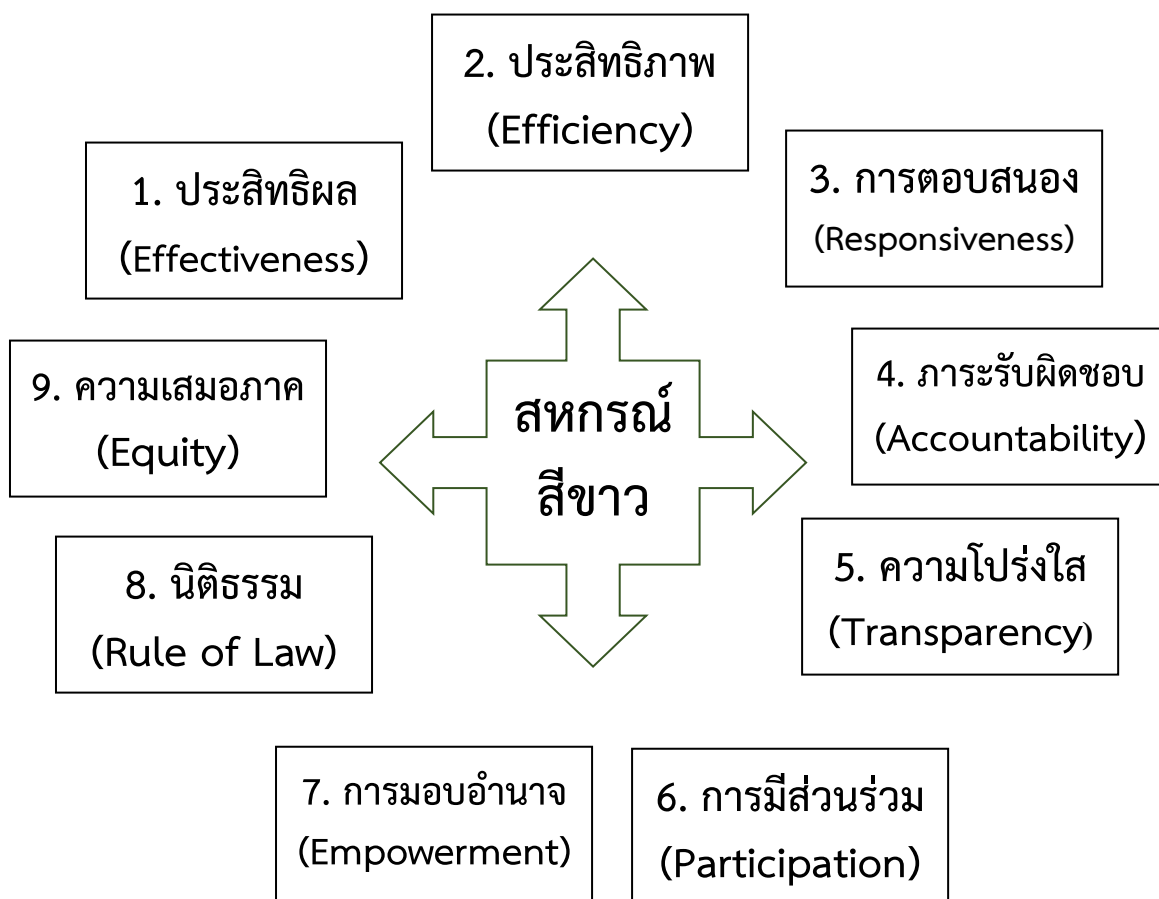 1. ประสิทธิผล
(Effectiveness)
2. ประสิทธิภาพ
(Efficiency)
3. การตอบสนอง
(Responsiveness)
4. ภาระรับผิดชอบ
(Accountability)
5. ความโปร่งใส
(Transparency)
6. การมีส่วนร่วม
(Participation)
7. การมอบอำนาจ
(Empowerment)
8. นิติธรรม
(Rule of Law)
9. ความเสมอภาค
(Equity)
สหกรณ์
สีขาว